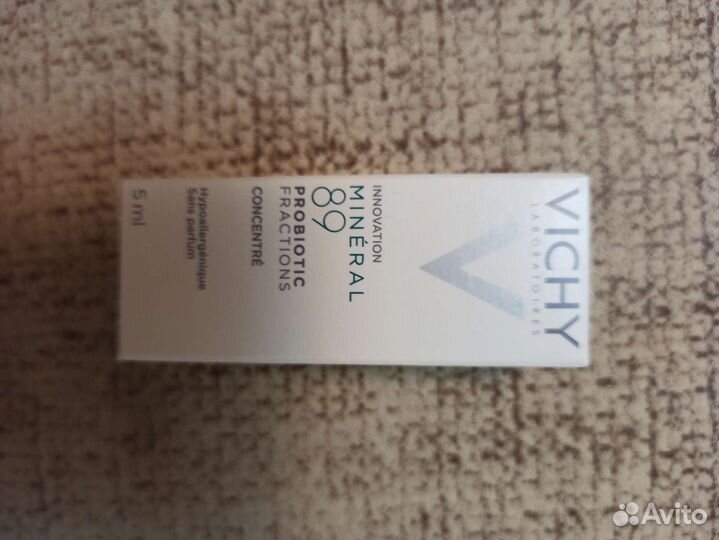 VICHY
LABORATOIRES
INNOVATION
MINÉRAL
89
PROBIOTIC
FRACTIONS
CONCENTRÉ
Hypoallergénique
Sans parfum
5 ml
Avito